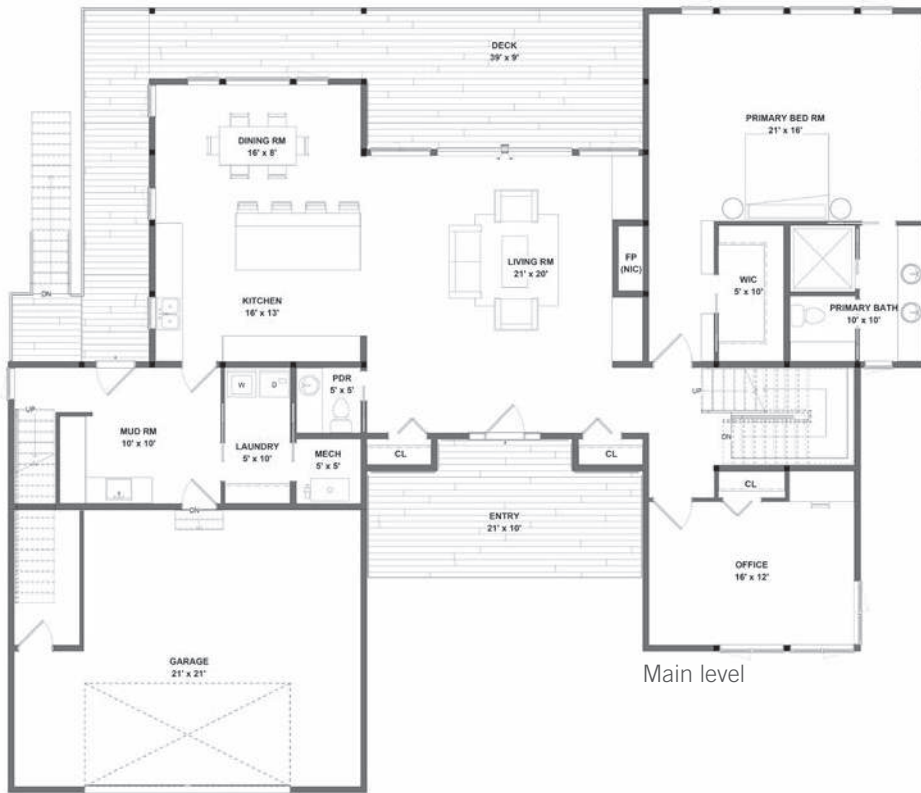 DECK
39' x 9'
DINING RM
16' x 8'
PRIMARY BED RM
21' x 16'
LIVING RM
21' x 20'
FP
(NIC)
WIC
5' x 10'
KITCHEN
16' x 13'
PRIMARY BATH
10' x 10'
DN
W
D
PDR
5' x 5'
UP
UP
MUD RM
10' x 10'
LAUNDRY
5' x 10'
MECH
5' x 5'
CL
CL
DN
CL
DN
ENTRY
21' x 10'
OFFICE
16' x 12'
GARAGE
21' x 21'
Main level